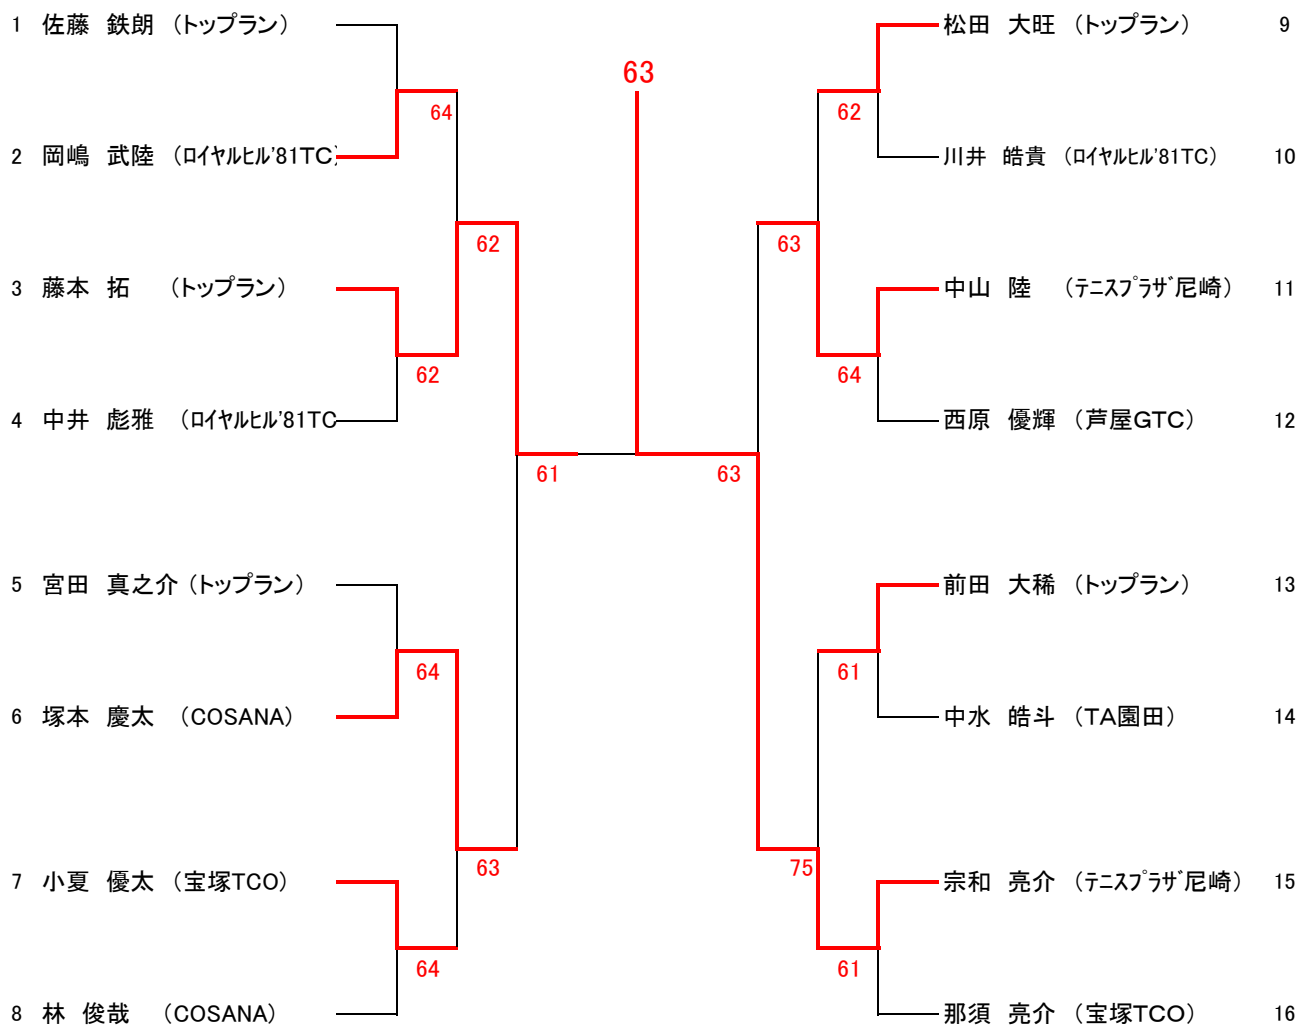 1 佐藤 鉄朗 （トップラン）
松田 大旺 （トップラン） 9
63
64
62
2 岡嶋 武陸 （ﾛｲﾔﾙﾋﾙ'81TC）
川井 皓貴 （ﾛｲﾔﾙﾋﾙ'81TC） 10
62
63
3 藤本 拓 （トップラン）
中山 陸 （ﾃﾆｽﾌﾟﾗｻﾞ尼崎） 11
62
64
4 中井 彪雅 （ﾛｲﾔﾙﾋﾙ'81TC
西原 優輝 （芦屋GTC） 12
61
63
5 宮田 真之介 （トップラン）
前田 大稀 （トップラン） 13
64
61
6 塚本 慶太 （COSANA）
中水 皓斗 （TA園田） 14
63
75
7 小夏 優太 （宝塚TCO）
宗和 亮介 （ﾃﾆｽﾌﾟﾗｻﾞ尼崎） 15
64
61
8 林 俊哉 （COSANA）
那須 亮介 （宝塚TCO） 16